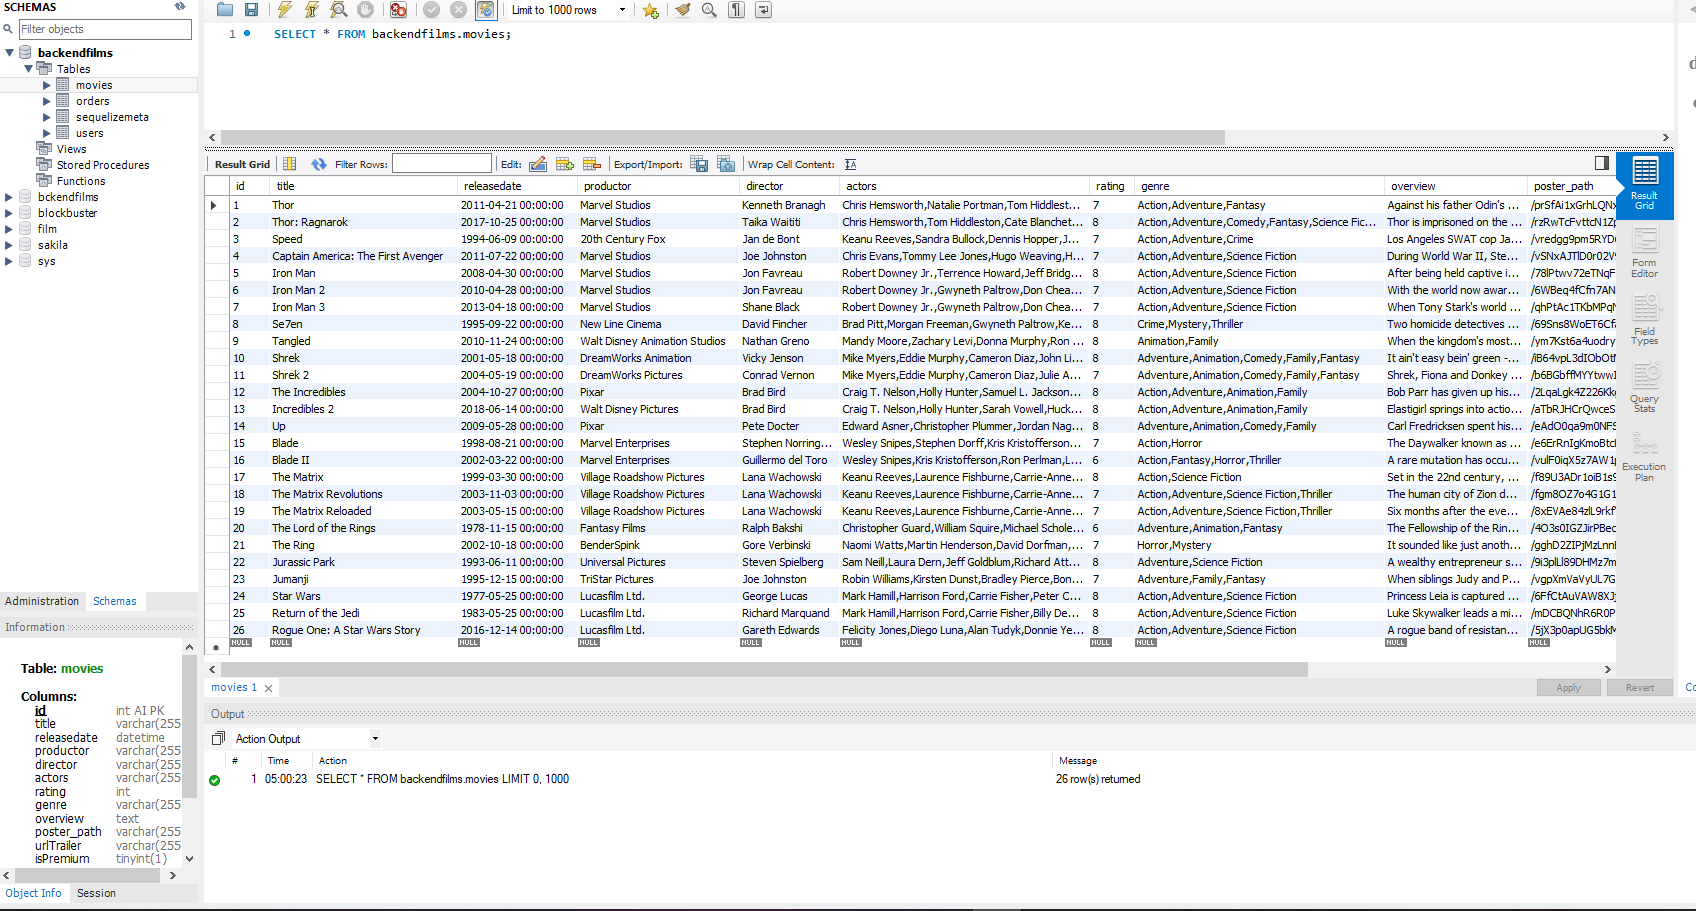 SCHEMAS
Filter objects
backendfilms
Tables
movies
orders
sequelizemeta
users
Views
Stored Procedures
Functions
bckendfilms
blockbuster
film
sakila
sys
Administration Schemas
Information
Table: movies
Columns:
id int AI PK
title varchar(255
releasedate datetime
productor varchar(255
director varchar(255
actors varchar(255
rating int
genre varchar(255
overview text
poster_path varchar(255
urlTrailer varchar(255
isPremium tinyint(1)
Object Info Session
Limit to 1000 rows
1 SELECT * FROM backendfilms.movies;
Result Grid Filter Rows: Edit: Export/Import: Wrap Cell Content:
id title releasedate productor director actors rating genre overview poster_path
1 Thor 2011-04-21 00:00:00 Marvel Studios Kenneth Branagh Chris Hemsworth,Natalie Portman,Tom Hiddlest... 7 Action,Adventure,Fantasy Against his father Odin's ... /prSfAi1xGrhLQNx
2 Thor: Ragnarok 2017-10-25 00:00:00 Marvel Studios Taika Waititi Chris Hemsworth,Tom Hiddleston,Cate Blanchet... 8 Action,Adventure,Comedy,Fantasy,Science Fic... Thor is imprisoned on the ... /rzRwTcFvttcN1Zp
3 Speed 1994-06-09 00:00:00 20th Century Fox Jan de Bont Keanu Reeves,Sandra Bullock,Dennis Hopper,J... 7 Action,Adventure,Crime Los Angeles SWAT cop Ja... /vredgg9pm5RYD
4 Captain America: The First Avenger 2011-07-22 00:00:00 Marvel Studios Joe Johnston Chris Evans,Tommy Lee Jones,Hugo Weaving,H... 7 Action,Adventure,Science Fiction During World War II, Ste... /vSNxAJTlD0r02V
5 Iron Man 2008-04-30 00:00:00 Marvel Studios Jon Favreau Robert Downey Jr.,Terrence Howard,Jeff Bridg... 8 Action,Adventure,Science Fiction After being held captive i... /78lPtwv72eTNqF
6 Iron Man 2 2010-04-28 00:00:00 Marvel Studios Jon Favreau Robert Downey Jr.,Gwyneth Paltrow,Don Chea... 7 Action,Adventure,Science Fiction With the world now awar... /6WBeq4fCfn7AN
7 Iron Man 3 2013-04-18 00:00:00 Marvel Studios Shane Black Robert Downey Jr.,Gwyneth Paltrow,Don Chea... 7 Action,Adventure,Science Fiction When Tony Stark's world ... /qhPtAc1TKbMPqN
8 Se7en 1995-09-22 00:00:00 New Line Cinema David Fincher Brad Pitt,Morgan Freeman,Gwyneth Paltrow,Ke... 8 Crime,Mystery,Thriller Two homicide detectives ... /69Sns8WoET6Cf
9 Tangled 2010-11-24 00:00:00 Walt Disney Animation Studios Nathan Greno Mandy Moore,Zachary Levi,Donna Murphy,Ron ... 8 Animation,Family When the kingdom's most... /ym7Kst6a4uodry
10 Shrek 2001-05-18 00:00:00 DreamWorks Animation Vicky Jenson Mike Myers,Eddie Murphy,Cameron Diaz,John Li... 8 Adventure,Animation,Comedy,Family,Fantasy It ain't easy bein' green -... /iB64vpL3dIObOt
11 Shrek 2 2004-05-19 00:00:00 DreamWorks Pictures Conrad Vernon Mike Myers,Eddie Murphy,Cameron Diaz,Julie A... 7 Adventure,Animation,Comedy,Family,Fantasy Shrek, Fiona and Donkey ... /b6BGbffMYYtww
12 The Incredibles 2004-10-27 00:00:00 Pixar Brad Bird Craig T. Nelson,Holly Hunter,Samuel L. Jackson... 8 Action,Adventure,Animation,Family Bob Parr has given up his... /2LqaLgk4Z226Kk
13 Incredibles 2 2018-06-14 00:00:00 Walt Disney Pictures Brad Bird Craig T. Nelson,Holly Hunter,Sarah Vowell,Huck... 8 Action,Adventure,Animation,Family Elastigirl springs into actio... /aTbRJHCrQwceS
14 Up 2009-05-28 00:00:00 Pixar Pete Docter Edward Asner,Christopher Plummer,Jordan Nag... 8 Animation,Adventure,Comedy,Family Carl Fredricksen spent his... /eAdO0qa9m0NFS
15 Blade 1998-08-21 00:00:00 Marvel Enterprises Stephen Norring... Wesley Snipes,Stephen Dorff,Kris Kristofferson... 7 Action,Horror The Daywalker known as ... /e6ErRnIgKmoBtc
16 Blade II 2002-03-22 00:00:00 Marvel Enterprises Guillermo del Toro Wesley Snipes,Kris Kristofferson,Ron Perlman,L... 6 Action,Fantasy,Horror,Thriller A rare mutation has occu... /vulF0iqX5z7AW1
17 The Matrix 1999-03-30 00:00:00 Village Roadshow Pictures Lana Wachowski Keanu Reeves,Laurence Fishburne,Carrie-Anne... 8 Action,Science Fiction Set in the 22nd century, ... /f89U3ADr1oiB1s9
18 The Matrix Revolutions 2003-11-03 00:00:00 Village Roadshow Pictures Lana Wachowski Keanu Reeves,Laurence Fishburne,Carrie-Anne... 7 Action,Adventure,Science Fiction,Thriller The human city of Zion d... /fgm8OZ7o4G1G1
19 The Matrix Reloaded 2003-05-15 00:00:00 Village Roadshow Pictures Lana Wachowski Keanu Reeves,Laurence Fishburne,Carrie-Anne... 7 Action,Adventure,Science Fiction,Thriller Six months after the eve... /8xEVAe84zlL9rkf
20 The Lord of the Rings 1978-11-15 00:00:00 Fantasy Films Ralph Bakshi Christopher Guard,William Squire,Michael Schole... 6 Adventure,Animation,Fantasy The Fellowship of the Rin... /4O3s0IGZJirPBec
21 The Ring 2002-10-18 00:00:00 BenderSpink Gore Verbinski Naomi Watts,Martin Henderson,David Dorfman,... 7 Horror,Mystery It sounded like just anoth... /gghD2ZIPjMzLnn
22 Jurassic Park 1993-06-11 00:00:00 Universal Pictures Steven Spielberg Sam Neill,Laura Dern,Jeff Goldblum,Richard Att... 8 Adventure,Science Fiction A wealthy entrepreneur s... /9i3plLl89DHMz7m
23 Jumanji 1995-12-15 00:00:00 TriStar Pictures Joe Johnston Robin Williams,Kirsten Dunst,Bradley Pierce,Bon... 7 Adventure,Family,Fantasy When siblings Judy and P... /vgpXmVaVyUL7G
24 Star Wars 1977-05-25 00:00:00 Lucasfilm Ltd. George Lucas Mark Hamill,Harrison Ford,Carrie Fisher,Peter C... 8 Action,Adventure,Science Fiction Princess Leia is captured ... /6FfCtAuVAW8XJ
25 Return of the Jedi 1983-05-25 00:00:00 Lucasfilm Ltd. Richard Marquand Mark Hamill,Harrison Ford,Carrie Fisher,Billy De... 8 Action,Adventure,Science Fiction Luke Skywalker leads a mi... /mDCBQNhR6R0P
26 Rogue One: A Star Wars Story 2016-12-14 00:00:00 Lucasfilm Ltd. Gareth Edwards Felicity Jones,Diego Luna,Alan Tudyk,Donnie Ye... 8 Action,Adventure,Science Fiction A rogue band of resistan... /5jX3p0apUG5bkM
NULL NULL NULL NULL NULL NULL NULL NULL NULL NULL
Result Grid
Form Editor
Field Types
Query Stats
Execution Plan
movies 1 Apply Revert
Output
Action Output
# Time Action Message
1 05:00:23 SELECT * FROM backendfilms.movies LIMIT 0, 1000 26 row(s) returned